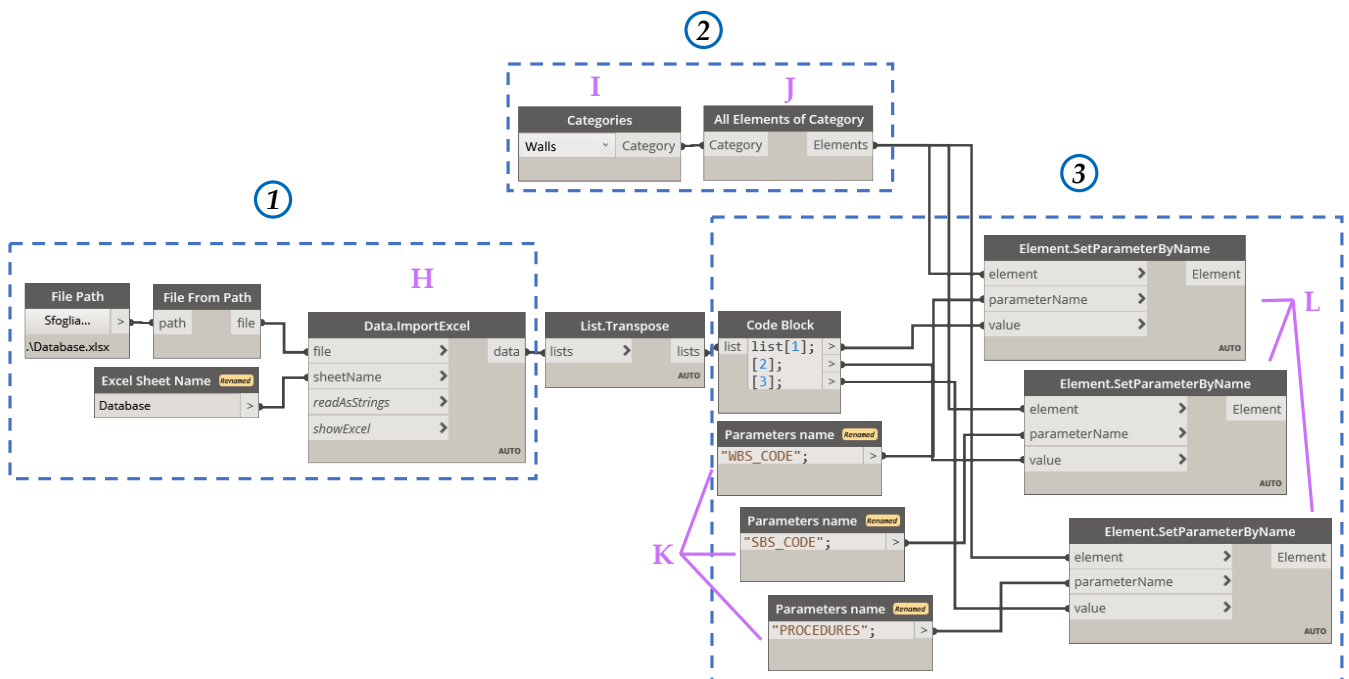 2
I
J
Categories
Walls
Category
All Elements of Category
Category
Elements
1
3
H
File Path
Sfoglia...
>
.\Database.xlsx
File From Path
path
file
Excel Sheet Name
Renamed
Database
>
Data.ImportExcel
file
>
data
sheetName
>
readAsStrings
>
showExcel
>
AUTO
List.Transpose
lists
>
lists
AUTO
Code Block
list
list[1];
>
[2];
>
[3];
>
Parameters name
Renamed
"WBS_CODE";
>
K
Parameters name
Renamed
"SBS_CODE";
>
Parameters name
Renamed
"PROCEDURES";
>
Element.SetParameterByName
element
>
Element
parameterName
>
value
>
AUTO
L
Element.SetParameterByName
element
>
Element
parameterName
>
value
>
AUTO
Element.SetParameterByName
element
>
Element
parameterName
>
value
>
AUTO